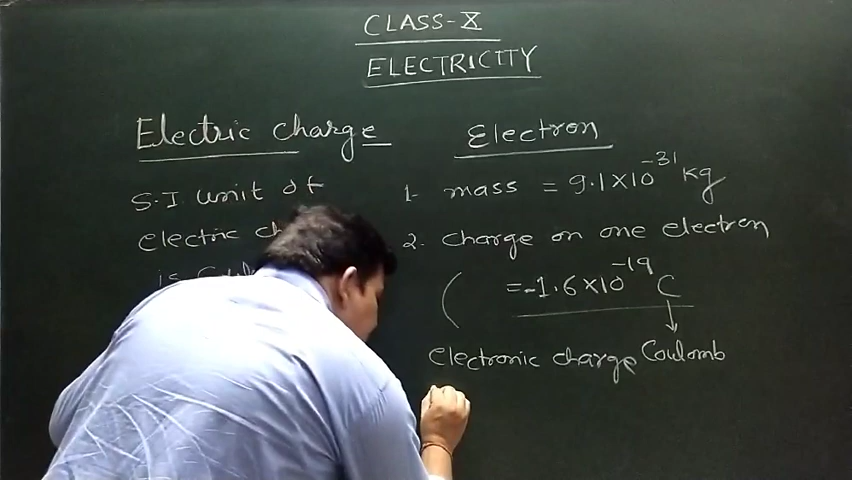 CLASS-X
ELECTRICITY
Electric charge
S.I unit of
electric
is
Electron
1. mass = 9.1×10⁻³¹ kg
2. charge on one electron
( = -1.6×10⁻¹⁹ C
↓
electronic charge Coulomb